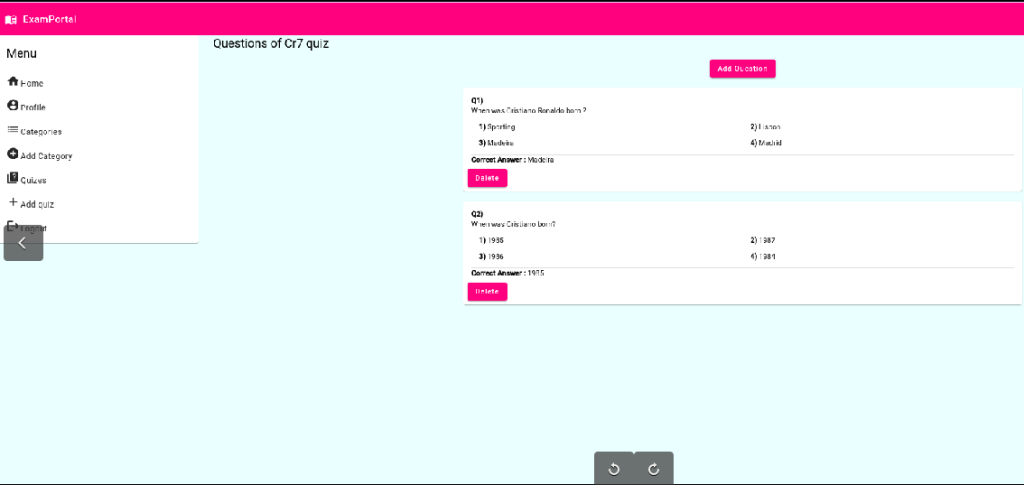 ExamPortal
Menu
Home
Profile
Categories
Add Category
Quizes
Add quiz
Logout
Questions of Cr7 quiz
Add Question
Q1)
When was Cristiano Ronaldo born ?
1) Sporting
2) Lisbon
3) Madeira
4) Madrid
Correct Answer : Madeira
Delete
Q2)
When was Cristiano born?
1) 1985
2) 1987
3) 1986
4) 1984
Correct Answer : 1985
Delete